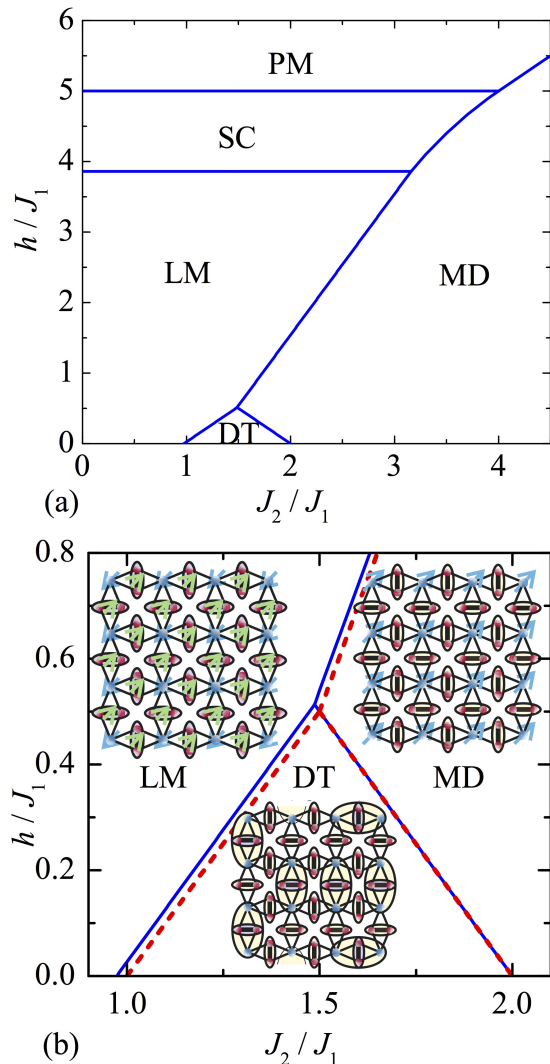 6
PM
5
SC
4
h / J₁
3
LM
MD
2
1
DT
0
0 1 2 3 4
(a)
J₂ / J₁
0.8
0.6
LM
DT
MD
0.4
h / J₁
0.2
0.0
1.0 1.5 2.0
(b)
J₂ / J₁